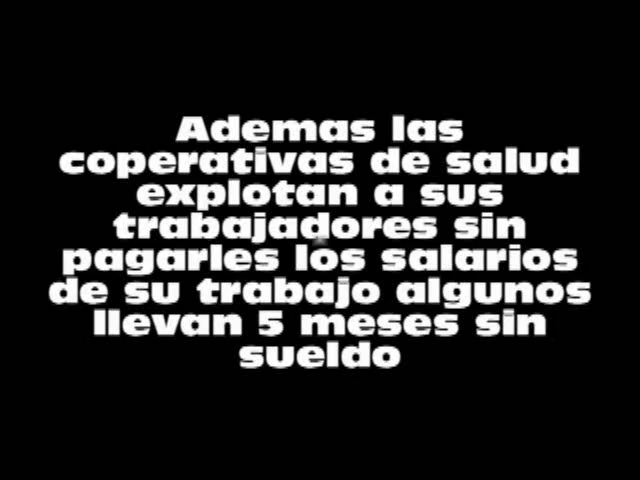 Ademas las
coperativas de salud
explotan a sus
trabajadores sin
pagarles los salarios
de su trabajo algunos
llevan 5 meses sin
sueldo